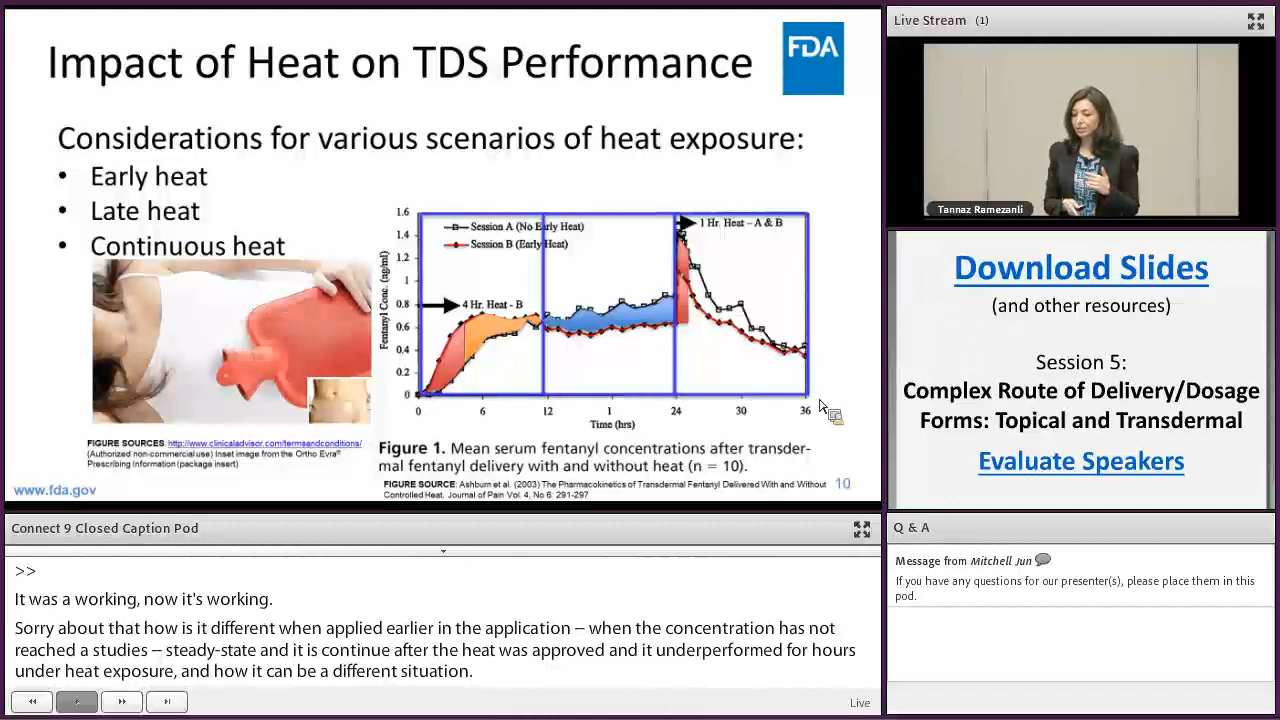 Impact of Heat on TDS Performance
FDA
Considerations for various scenarios of heat exposure:
• Early heat
• Late heat
• Continuous heat
1.6
1.4
1.2
1
0.8
0.6
0.4
0.2
0
Fentanyl Conc. (ng/ml)
Session A (No Early Heat)
Session B (Early Heat)
4 Hr. Heat - B
1 Hr. Heat – A & B
0 6 12 1 24 30 36
Time (hrs)
FIGURE SOURCES: http://www.clinicaladvisor.com/termsandconditions/
(Authorized non-commercial use) Inset image from the Ortho Evra®
Prescribing Information (package insert)
Figure 1. Mean serum fentanyl concentrations after transder-
mal fentanyl delivery with and without heat (n = 10).
FIGURE SOURCE: Ashburn et al. (2003) The Pharmacokinetics of Transdermal Fentanyl Delivered With and Without
Controlled Heat. Journal of Pain Vol. 4, No 6: 291-297
www.fda.gov
10
Live Stream (1)
Tannaz Ramezanli
Download Slides
(and other resources)
Session 5:
Complex Route of Delivery/Dosage
Forms: Topical and Transdermal
Evaluate Speakers
Connect 9 Closed Caption Pod
>>
It was a working, now it's working.
Sorry about that how is it different when applied earlier in the application -- when the concentration has not
reached a studies -- steady-state and it is continue after the heat was approved and it underperformed for hours
under heat exposure, and how it can be a different situation.
Live
Q & A
Message from Mitchell Jun
If you have any questions for our presenter(s), please place them in this
pod.